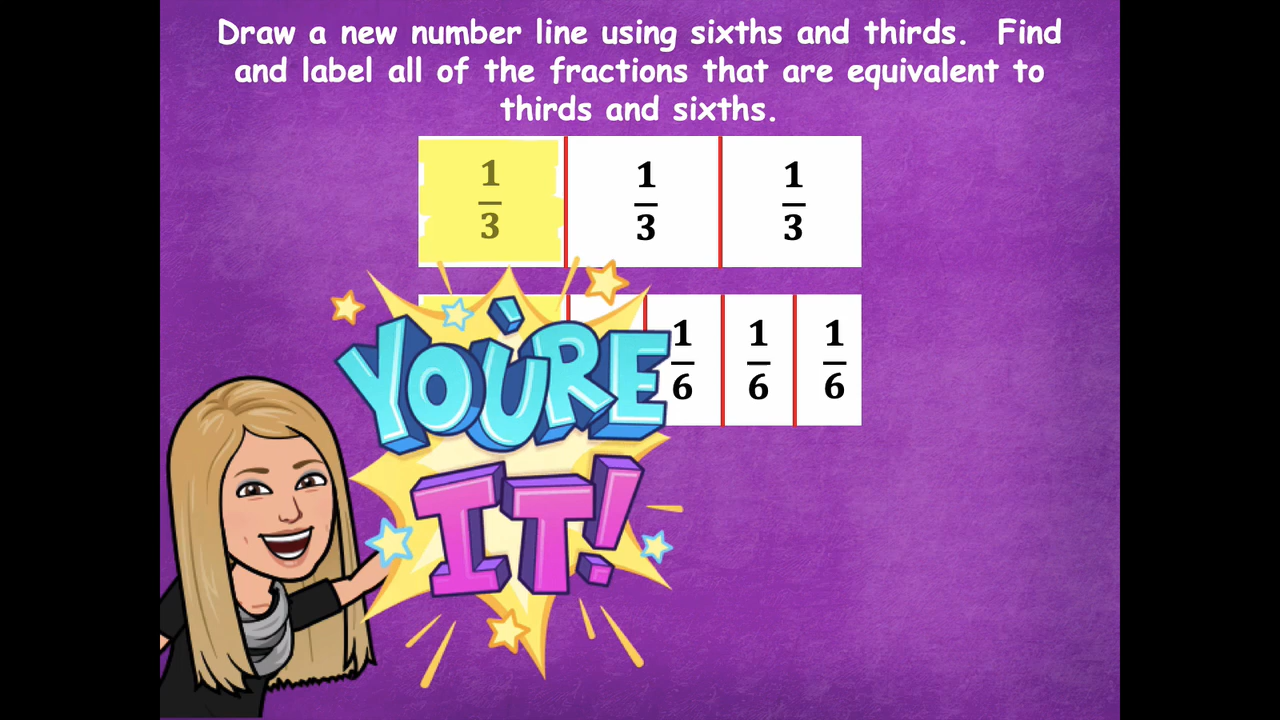 Draw a new number line using sixths and thirds. Find
and label all of the fractions that are equivalent to
thirds and sixths.
1/3 1/3 1/3
1/6 1/6 1/6
YOU'RE
IT!